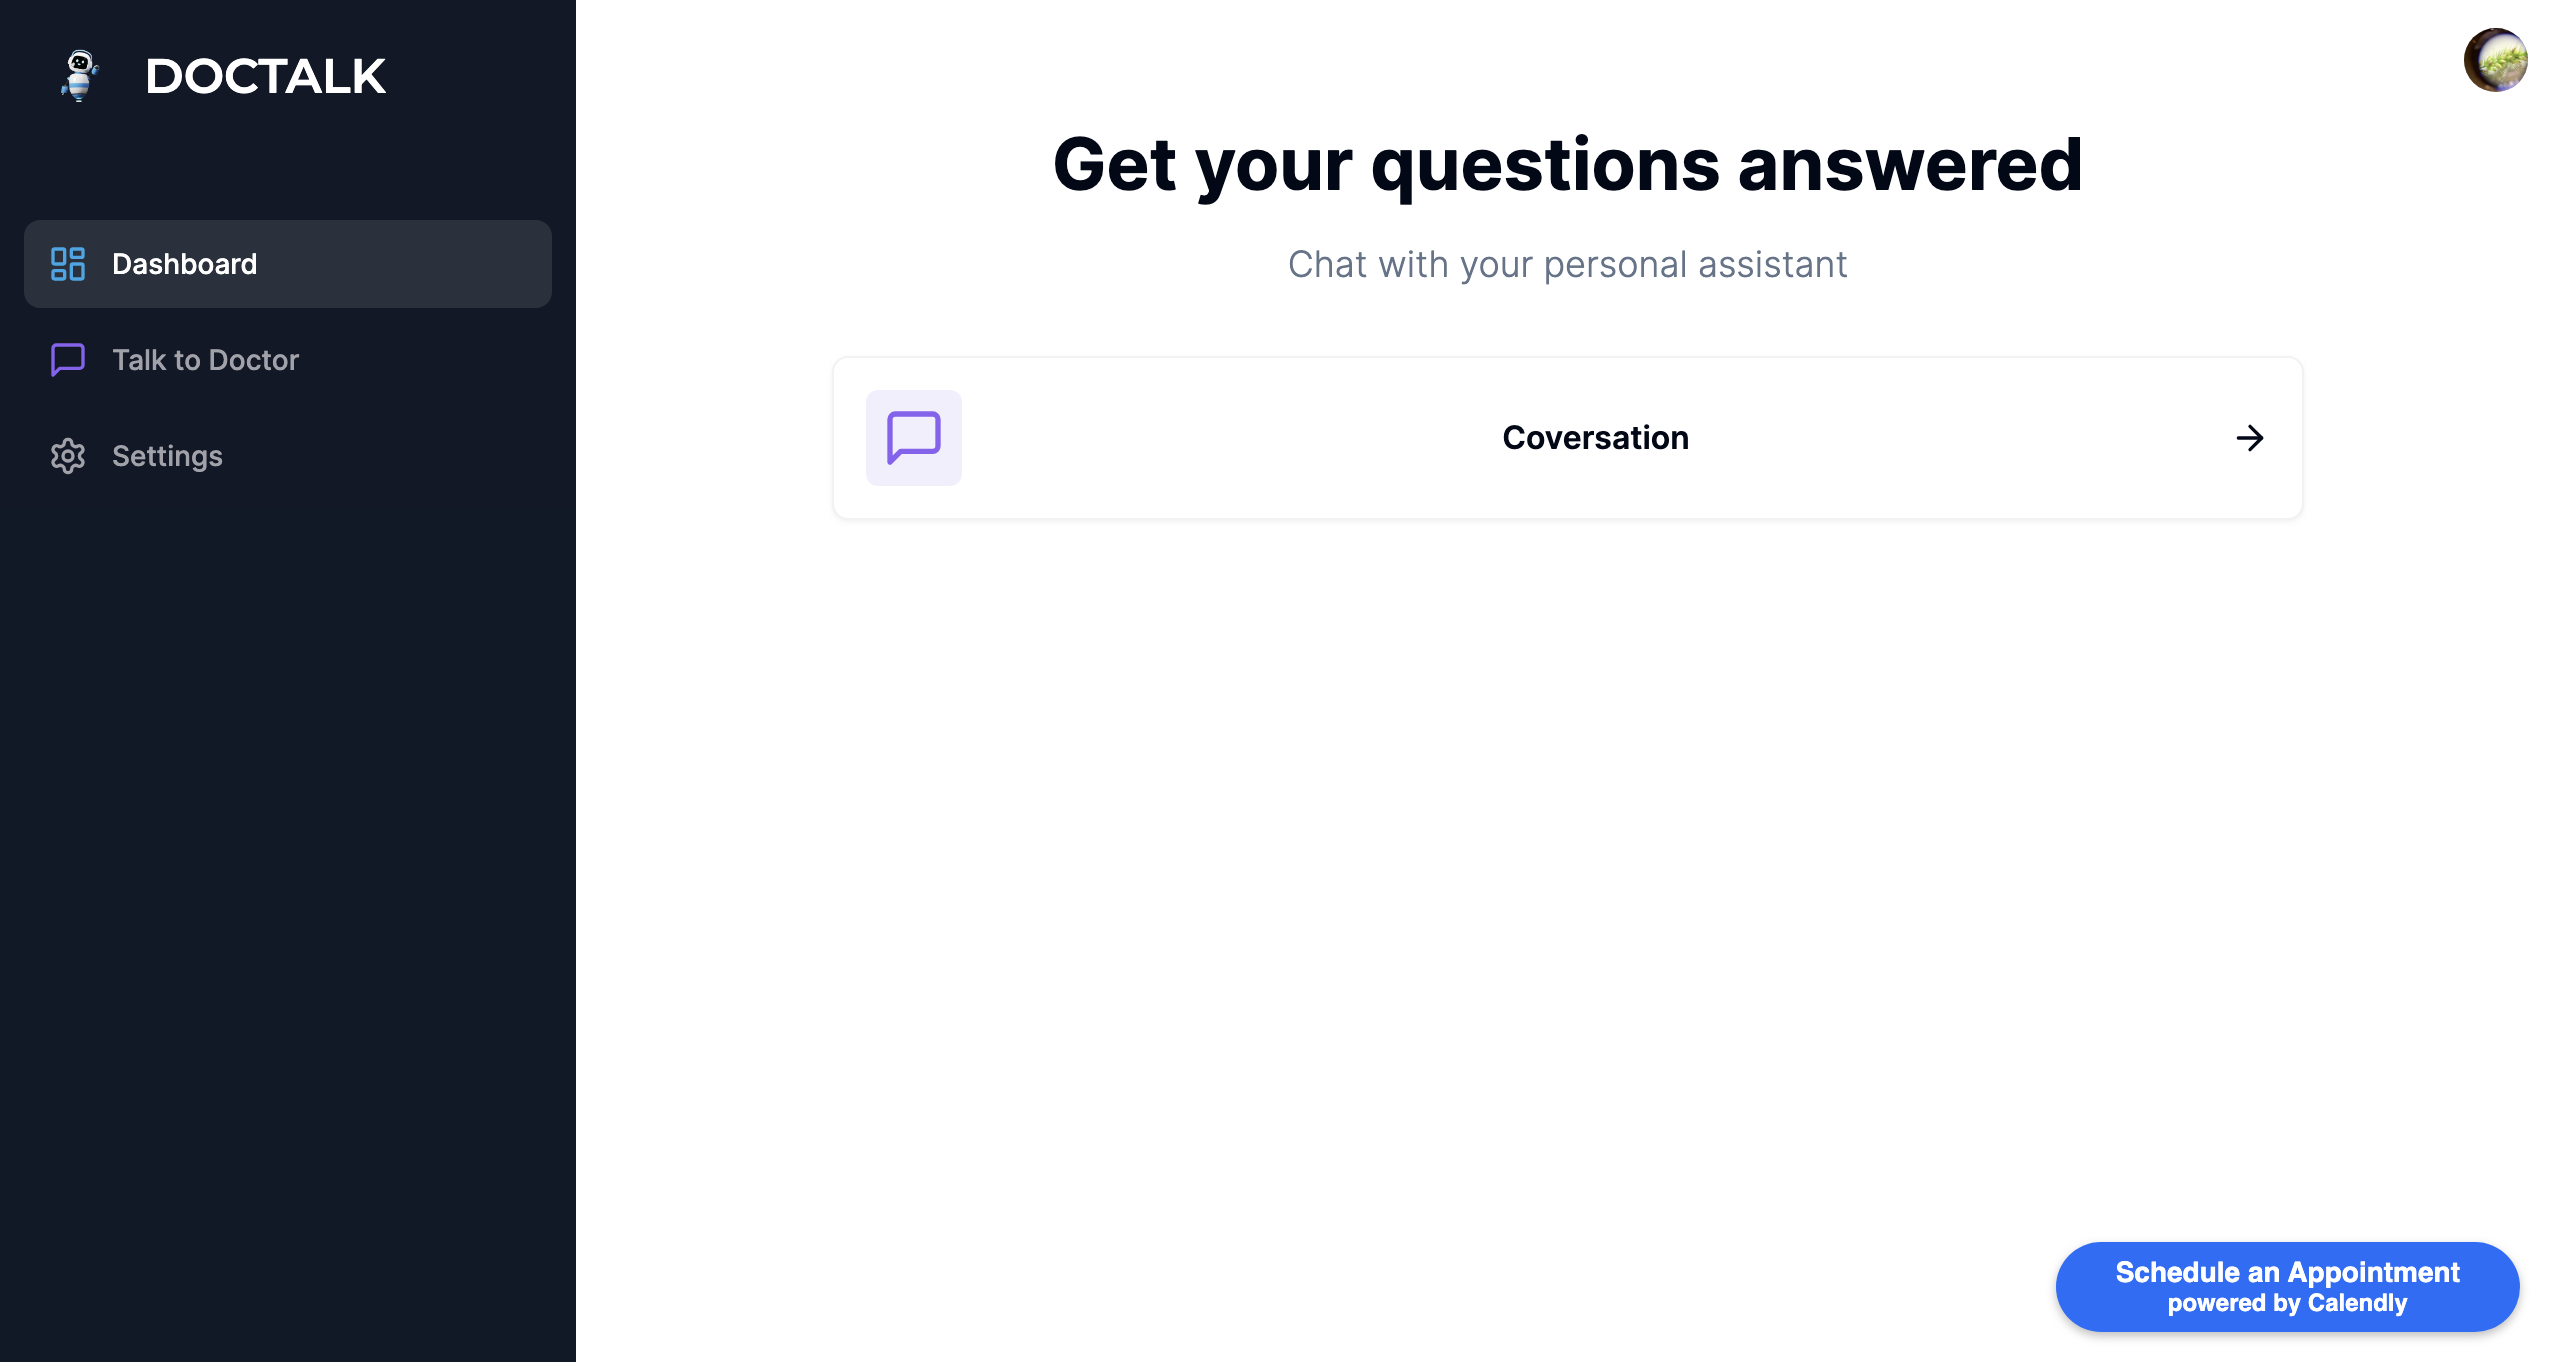 DOCTALK
Dashboard
Talk to Doctor
Settings
Get your questions answered
Chat with your personal assistant
Coversation
Schedule an Appointment
powered by Calendly